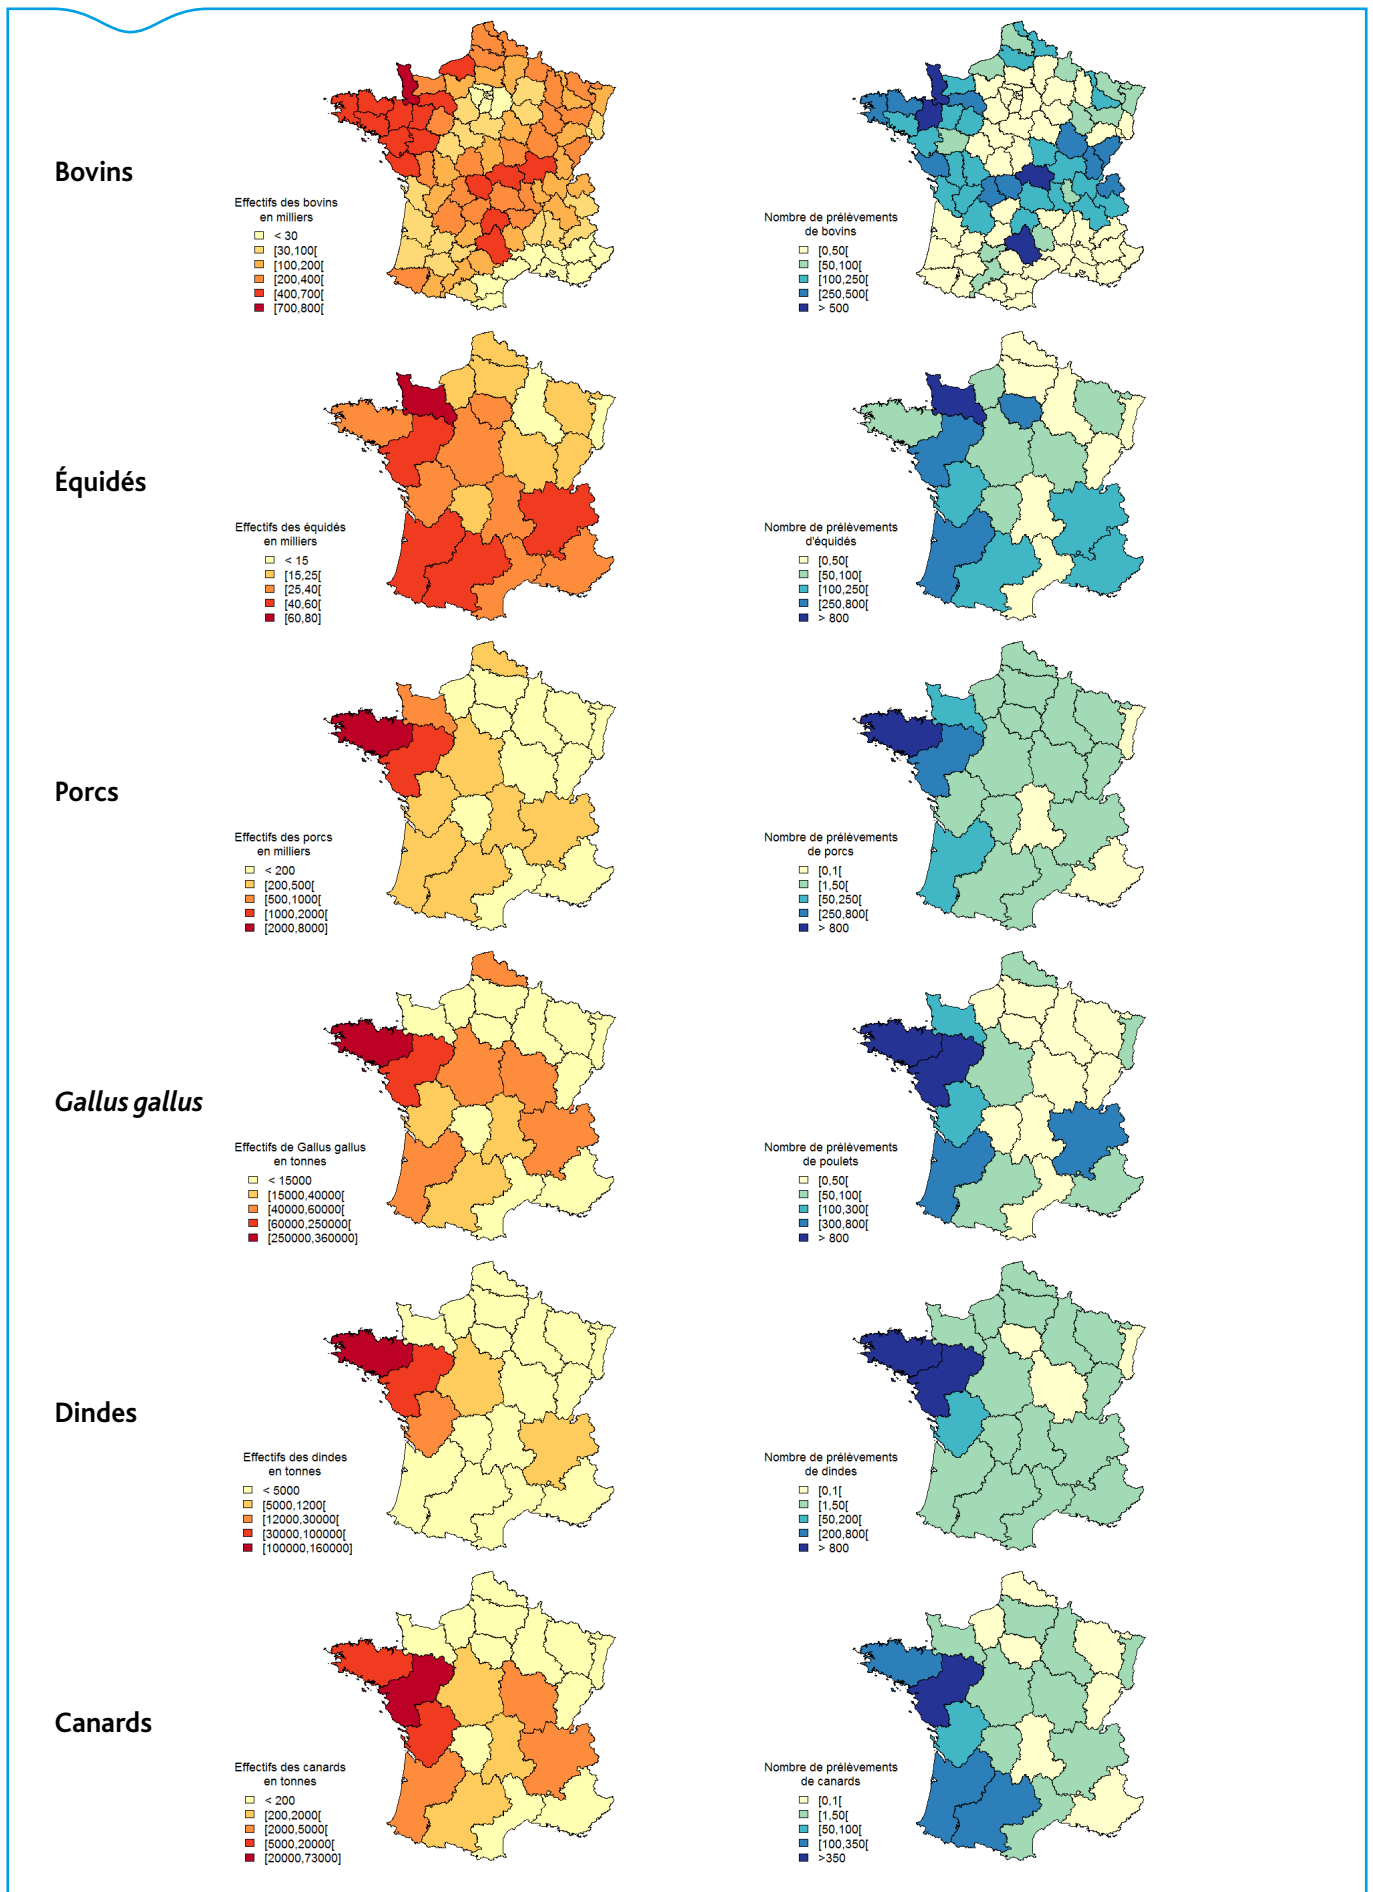 Bovins
Effectifs des bovins
en milliers
< 30
[30,100[
[100,200[
[200,400[
[400,700[
[700,800[
Nombre de prélèvements
de bovins
[0,50[
[50,100[
[100,250[
[250,500[
> 500
Équidés
Effectifs des équidés
en milliers
< 15
[15,25[
[25,40[
[40,60[
[60,80]
Nombre de prélèvements
d'équidés
[0,50[
[50,100[
[100,250[
[250,800[
> 800
Porcs
Effectifs des porcs
en milliers
< 200
[200,500[
[500,1000[
[1000,2000[
[2000,8000]
Nombre de prélèvements
de porcs
[0,1[
[1,50[
[50,250[
[250,800[
> 800
Gallus gallus
Effectifs de Gallus gallus
en tonnes
< 15000
[15000,40000[
[40000,60000[
[60000,250000[
[250000,360000]
Nombre de prélèvements
de poulets
[0,50[
[50,100[
[100,300[
[300,800[
> 800
Dindes
Effectifs des dindes
en tonnes
< 5000
[5000,1200[
[12000,30000[
[30000,100000[
[100000,160000]
Nombre de prélèvements
de dindes
[0,1[
[1,50[
[50,200[
[200,800[
> 800
Canards
Effectifs des canards
en tonnes
< 200
[200,2000[
[2000,5000[
[5000,20000[
[20000,73000]
Nombre de prélèvements
de canards
[0,1[
[1,50[
[50,100[
[100,350[
>350